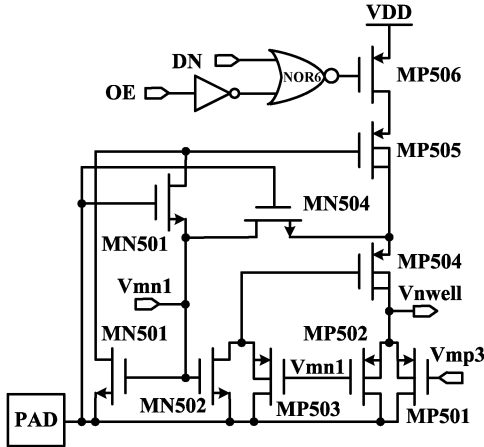 VDD
DN
NOR6
MP506
OE
MP505
MN504
MN501
MP504
Vmn1
Vnwell
MN501
MP502
Vmn1
Vmp3
MN502
MP503
MP501
PAD